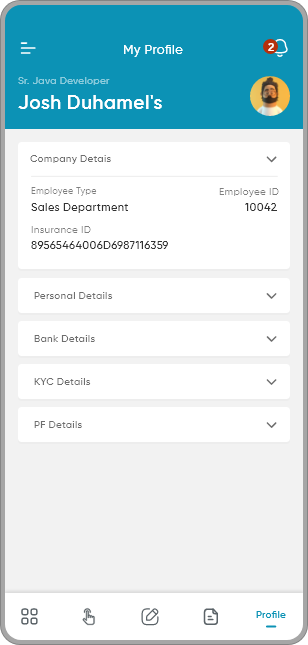 My Profile
2
Sr. Java Developer
Josh Duhamel's
Company Detais
Employee Type
Employee ID
Sales Department
10042
Insurance ID
89565464006D6987116359
Personal Details
Bank Details
KYC Details
PF Details
Profile